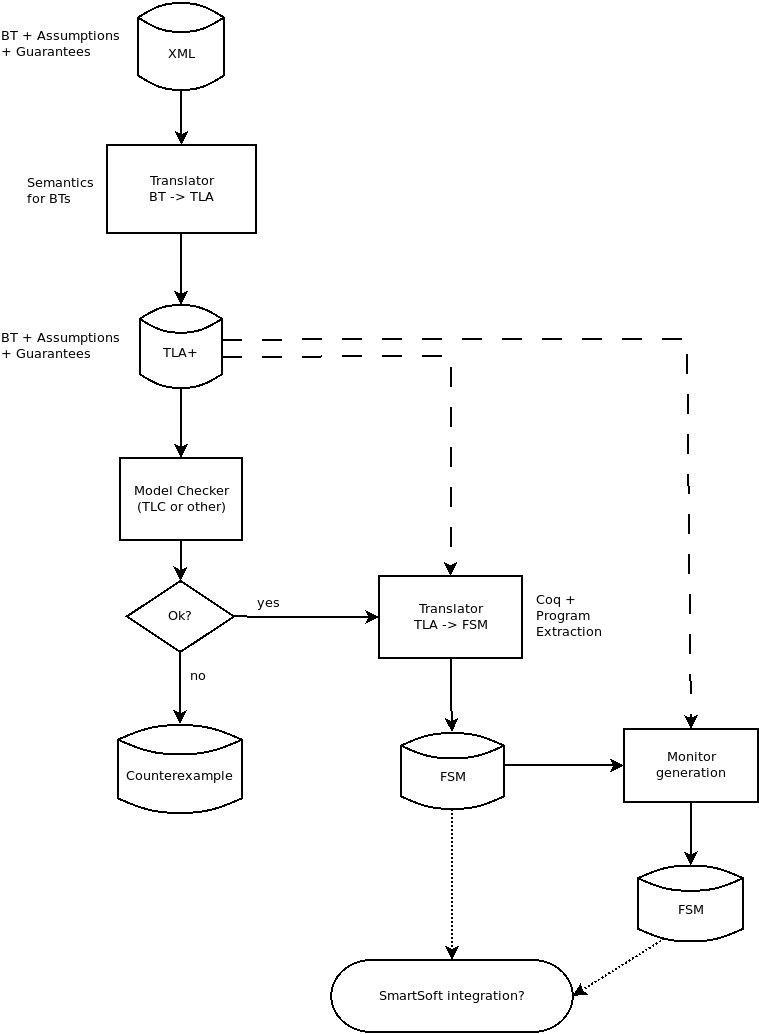 BT + Assumptions
+ Guarantees
XML
Translator
BT -> TLA
Semantics
for BTs
BT + Assumptions
+ Guarantees
TLA+
Model Checker
(TLC or other)
Ok?
yes
no
Translator
TLA -> FSM
Coq +
Program
Extraction
Counterexample
FSM
Monitor
generation
FSM
SmartSoft integration?